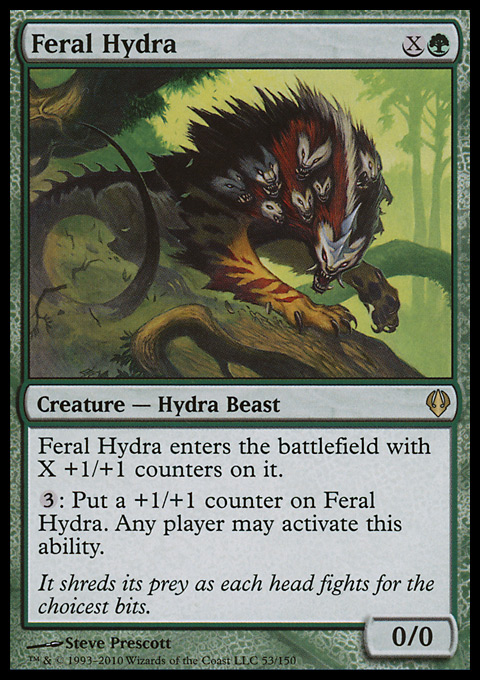 Feral Hydra X
Creature — Hydra Beast
Feral Hydra enters the battlefield with
X +1/+1 counters on it.
3: Put a +1/+1 counter on Feral
Hydra. Any player may activate this
ability.
It shreds its prey as each head fights for the
choicest bits.
Steve Prescott
0/0
™ & © 1993–2010 Wizards of the Coast LLC 53/150